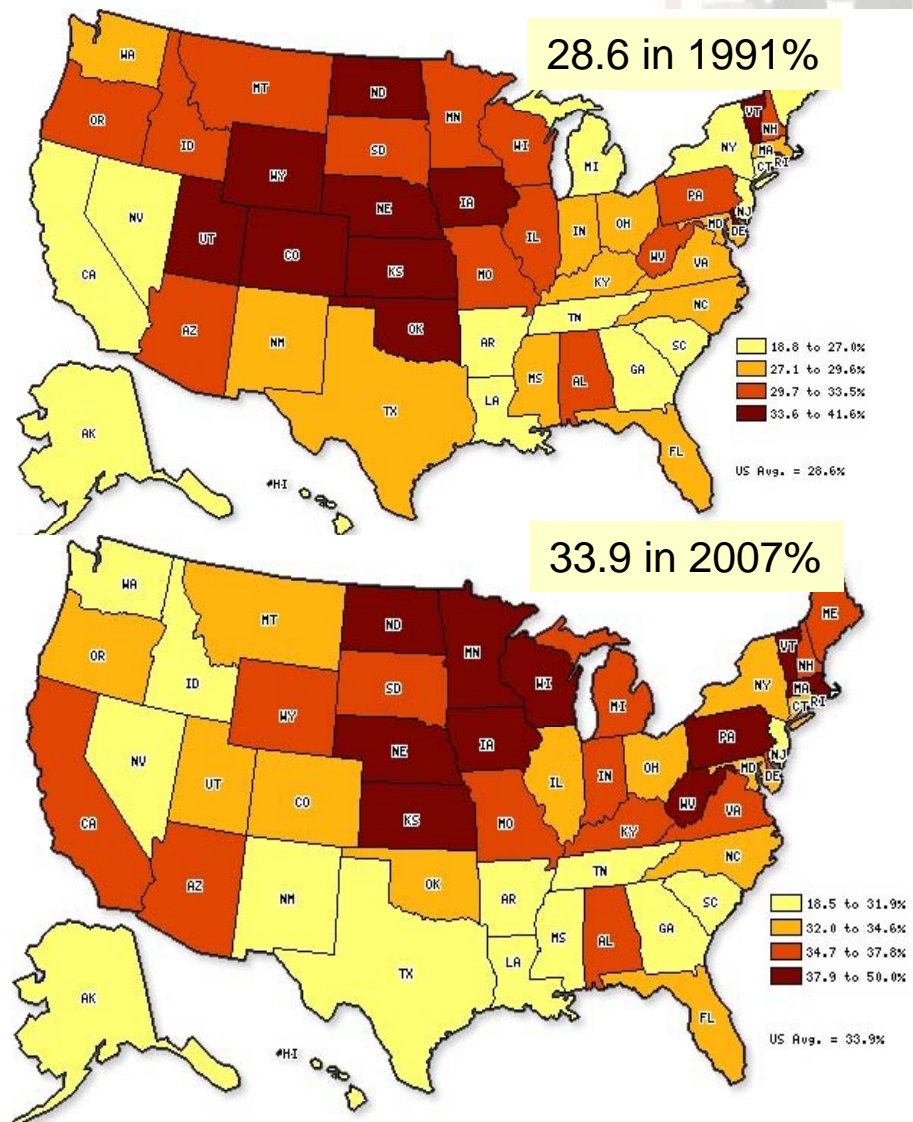 28.6 in 1991%
WA
MT
ND
MN
VT
NH
OR
ID
SD
WI
NY
MA
CT
RI
WY
MI
NV
UT
NE
IA
PA
NJ
CO
IL
IN
OH
MD
DE
CA
KS
MO
WV
VA
KY
NC
AZ
NM
OK
AR
TN
SC
MS
AL
GA
TX
LA
FL
AK
HI
18.8 to 27.0%
27.1 to 29.6%
29.7 to 33.5%
33.6 to 41.6%
US Avg. = 28.6%
33.9 in 2007%
WA
MT
ND
MN
ME
VT
NH
OR
ID
SD
WI
NY
MA
CT
RI
WY
MI
NV
UT
NE
IA
PA
NJ
CO
IL
IN
OH
MD
DE
CA
KS
MO
WV
VA
KY
NC
AZ
NM
OK
AR
TN
SC
MS
AL
GA
TX
LA
FL
AK
HI
18.5 to 31.9%
32.0 to 34.6%
34.7 to 37.8%
37.9 to 50.0%
US Avg. = 33.9%